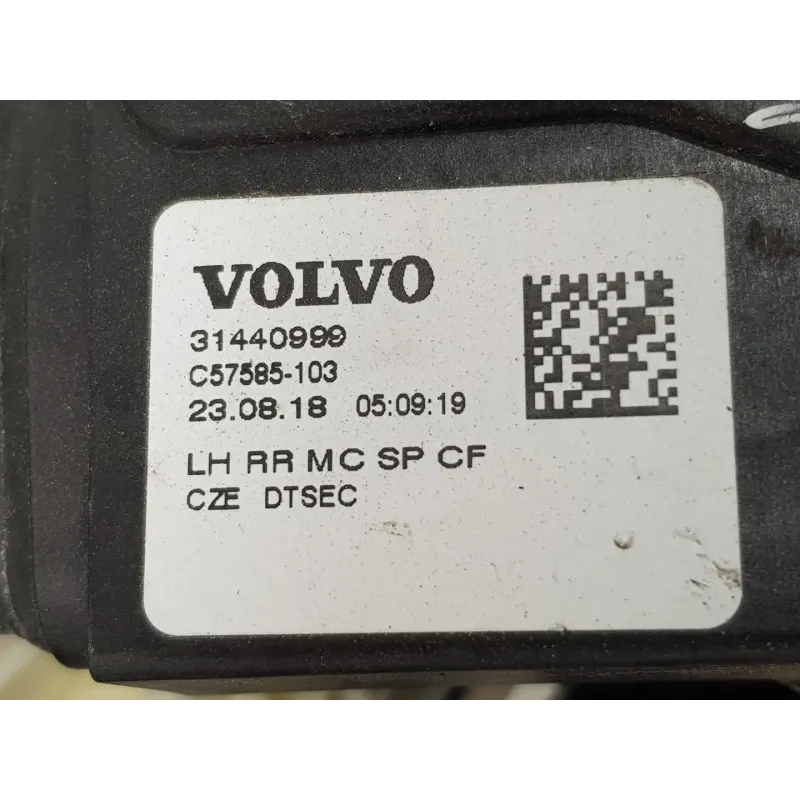 VOLVO
31440999
C57585-103
23.08.18 05:09:19
LH RR MC SP CF
CZE DTSEC